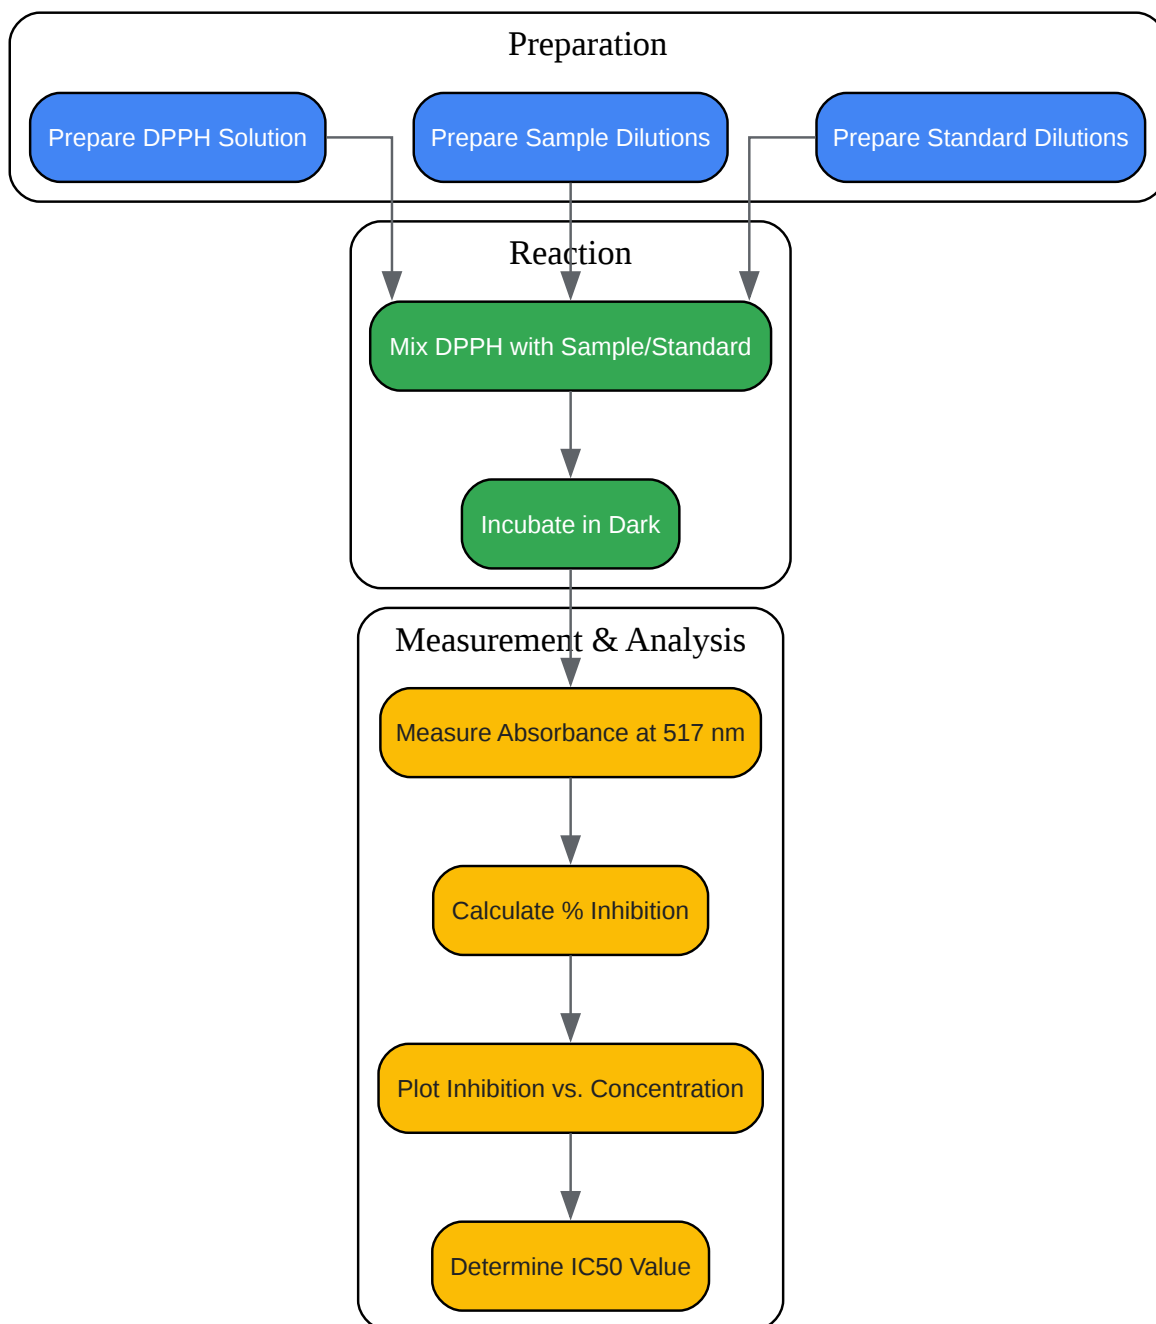 Preparation
Prepare DPPH Solution
Prepare Sample Dilutions
Prepare Standard Dilutions
Reaction
Mix DPPH with Sample/Standard
Incubate in Dark
Measurement & Analysis
Measure Absorbance at 517 nm
Calculate % Inhibition
Plot Inhibition vs. Concentration
Determine IC50 Value